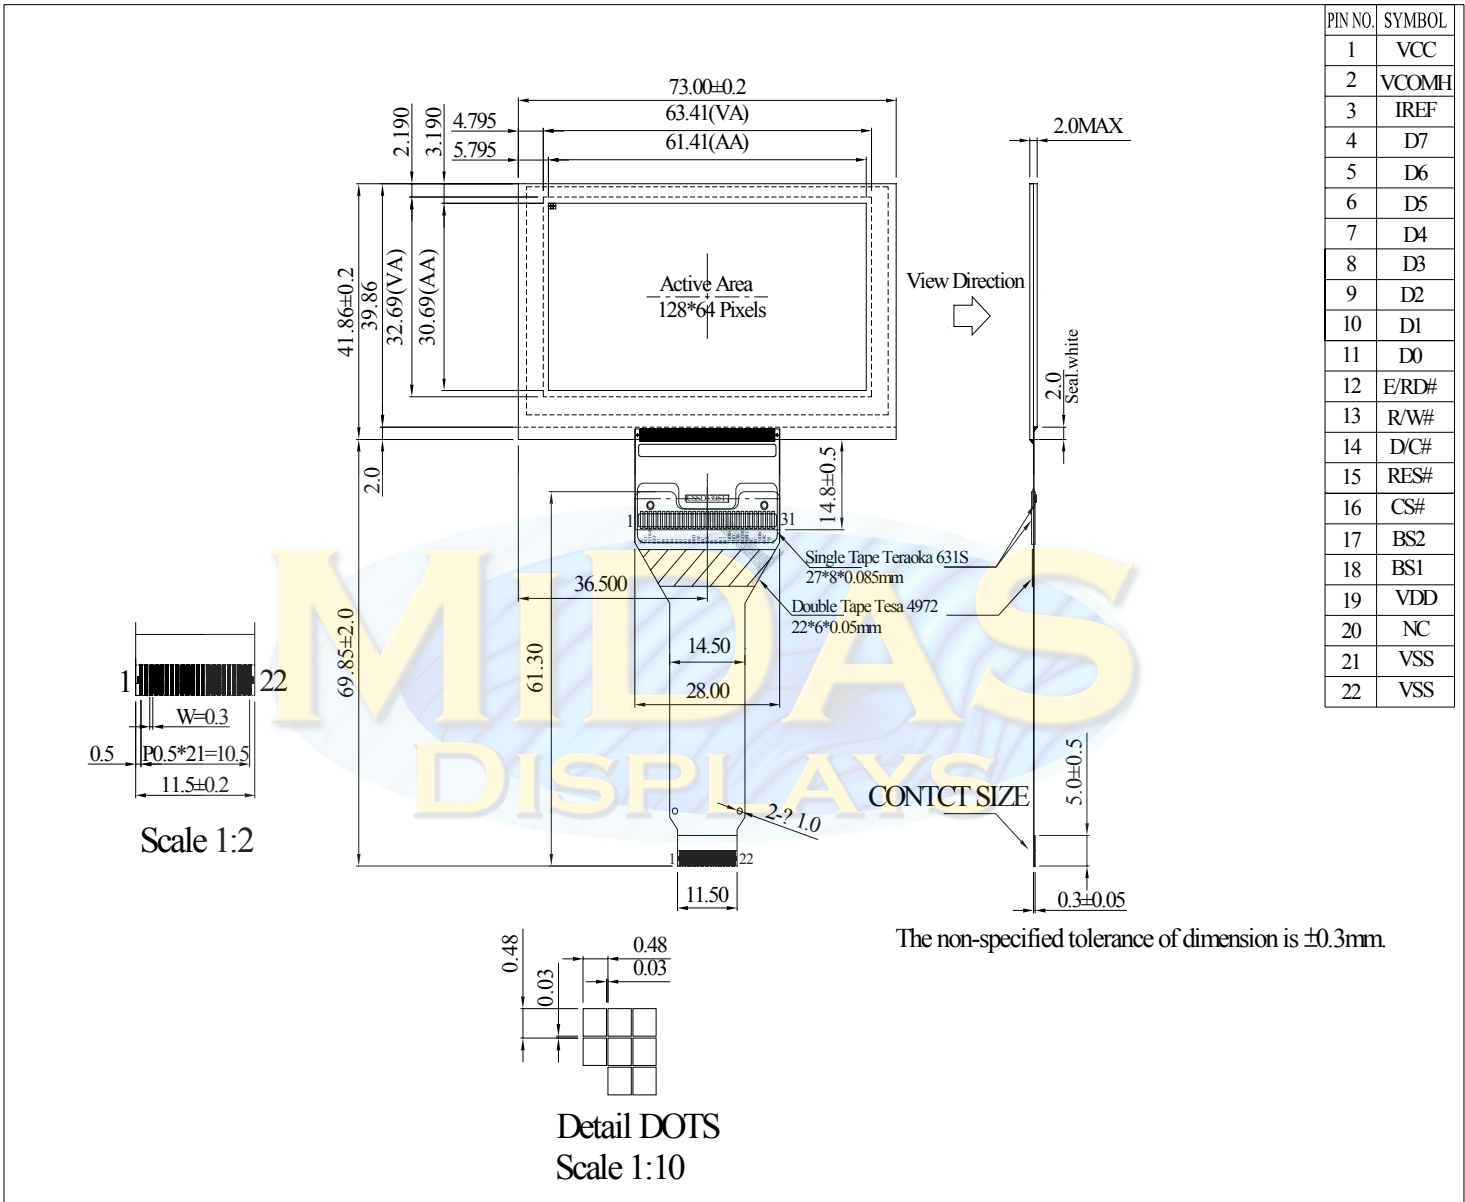 PIN NO. SYMBOL
1 VCC
2 VCOMH
3 IREF
4 D7
5 D6
6 D5
7 D4
8 D3
9 D2
10 D1
11 D0
12 E/RD#
13 R/W#
14 D/C#
15 RES#
16 CS#
17 BS2
18 BS1
19 VDD
20 NC
21 VSS
22 VSS
73.00±0.2
63.41(VA)
61.41(AA)
4.795
5.795
2.190
3.190
41.86±0.2
39.86
32.69(VA)
30.69(AA)
Active Area
128*64 Pixels
View Direction
2.0MAX
2.0
Seal.white
2.0
14.8±0.5
1
31
Single Tape Teraoka 631S
27*8*0.085mm
Double Tape Tesa 4972
22*6*0.05mm
36.500
69.85±2.0
61.30
14.50
28.00
MIDAS
DISPLAYS
1
22
W=0.3
0.5
P0.5*21=10.5
11.5±0.2
Scale 1:2
2-? 1.0
CONTCT SIZE
5.0±0.5
1
22
11.50
0.3±0.05
The non-specified tolerance of dimension is ±0.3mm.
0.48
0.03
0.48
0.03
Detail DOTS
Scale 1:10